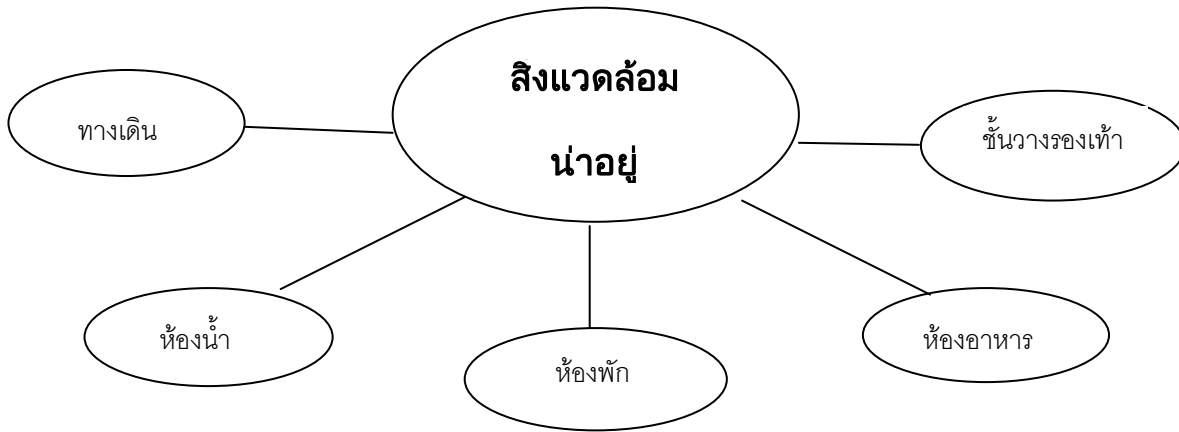 สิงแวดล้อม
น่าอยู่
ทางเดิน
ชั้นวางรองเท้า
ห้องน้ำ
ห้องพัก
ห้องอาหาร